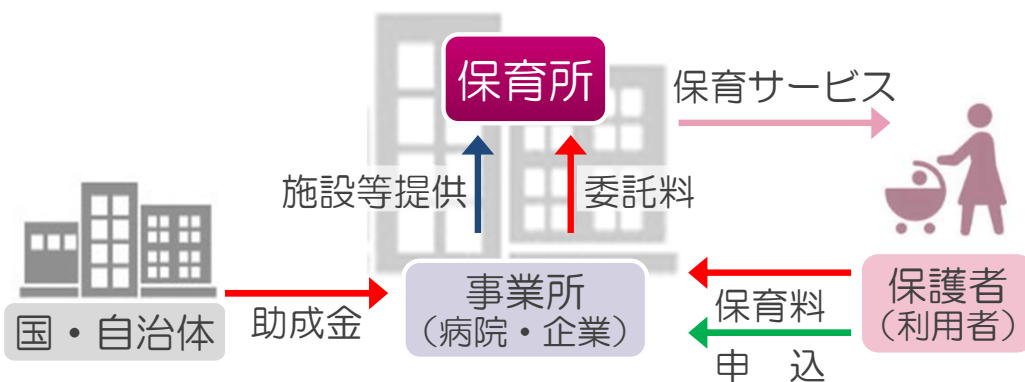 保育所
保育サービス
施設等提供
委託料
国・自治体
助成金
事業所
（病院・企業）
保育料
申　込
保護者
（利用者）